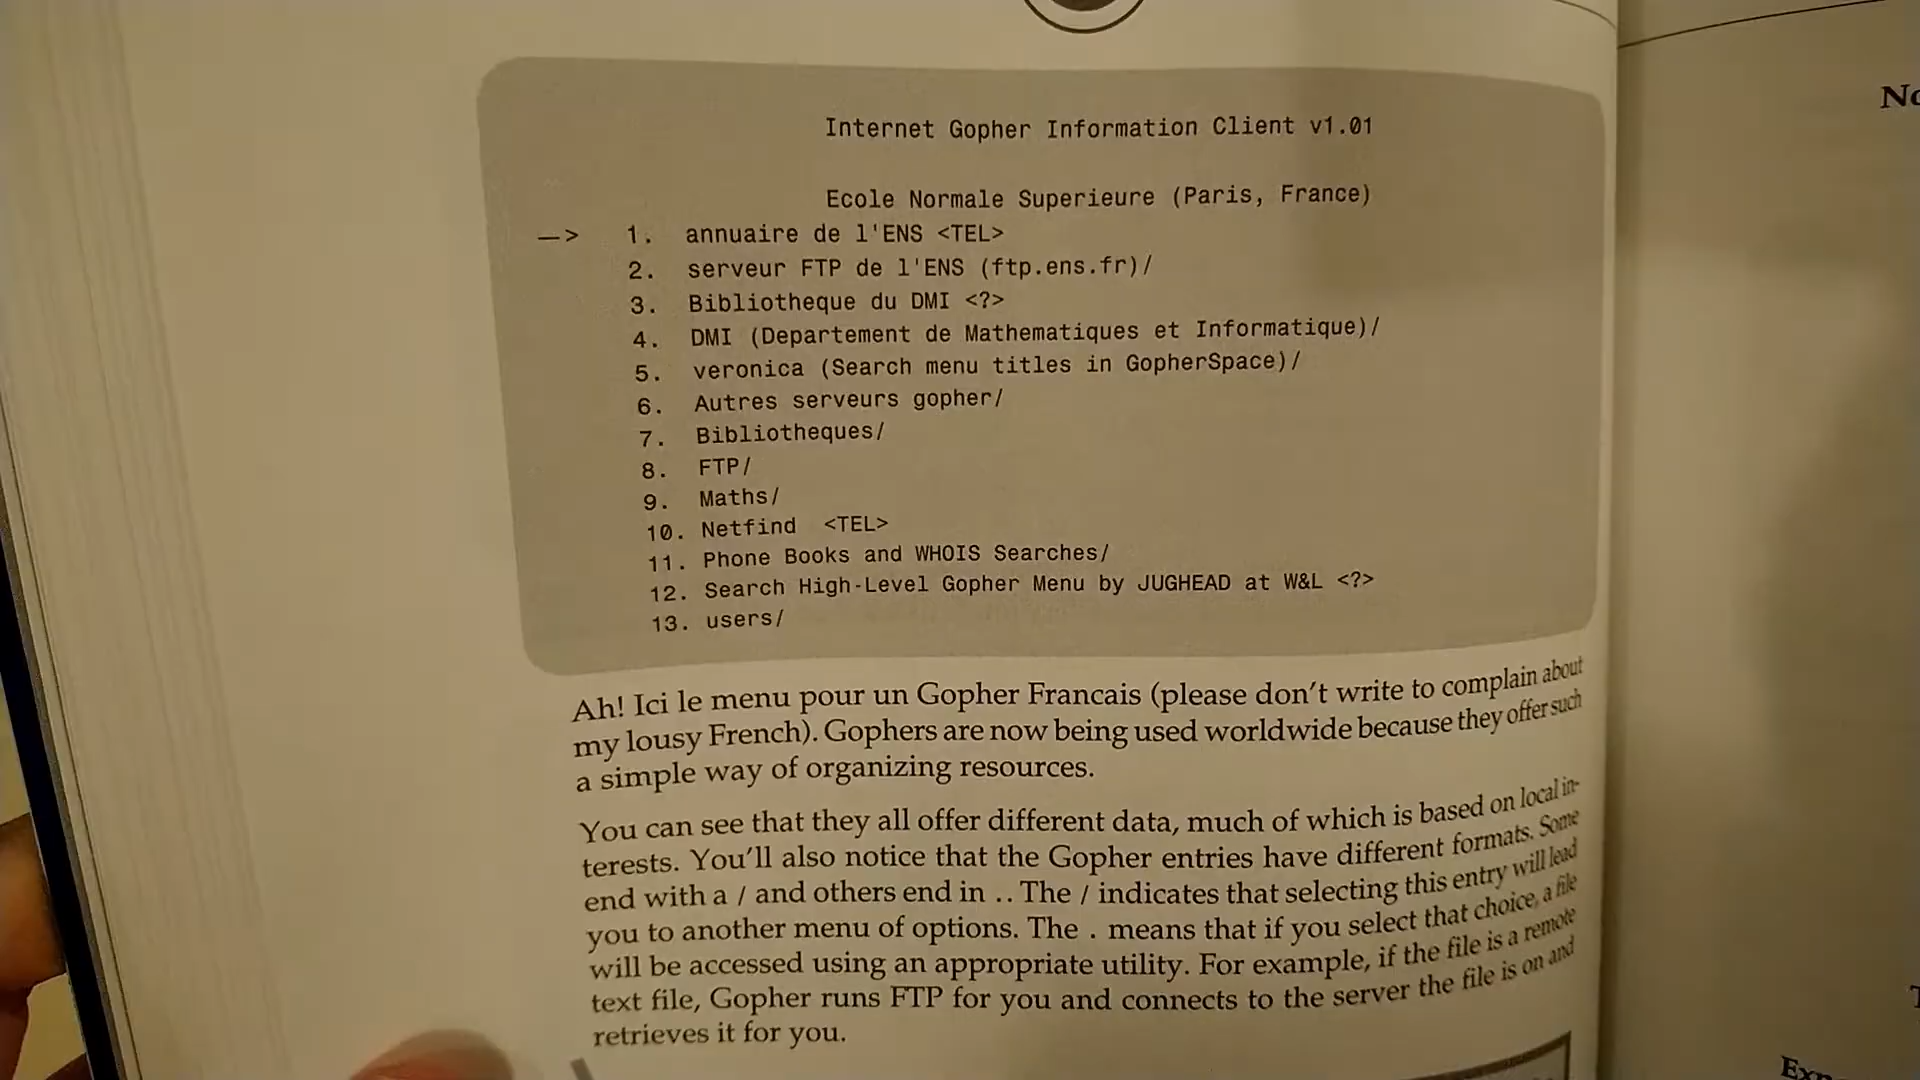 Internet Gopher Information Client v1.01
Ecole Normale Superieure (Paris, France)
—> 1. annuaire de l'ENS <TEL>
2. serveur FTP de l'ENS (ftp.ens.fr)/
3. Bibliotheque du DMI <?>
4. DMI (Departement de Mathematiques et Informatique)/
5. veronica (Search menu titles in GopherSpace)/
6. Autres serveurs gopher/
7. Bibliotheques/
8. FTP/
9. Maths/
10. Netfind <TEL>
11. Phone Books and WHOIS Searches/
12. Search High-Level Gopher Menu by JUGHEAD at W&L <?>
13. users/
Ah! Ici le menu pour un Gopher Francais (please don't write to complain about
my lousy French). Gophers are now being used worldwide because they offer such
a simple way of organizing resources.
You can see that they all offer different data, much of which is based on local in-
terests. You'll also notice that the Gopher entries have different formats. Some
end with a / and others end in .. The / indicates that selecting this entry will lead
you to another menu of options. The . means that if you select that choice, a file
will be accessed using an appropriate utility. For example, if the file is a remote
text file, Gopher runs FTP for you and connects to the server the file is on and
retrieves it for you.